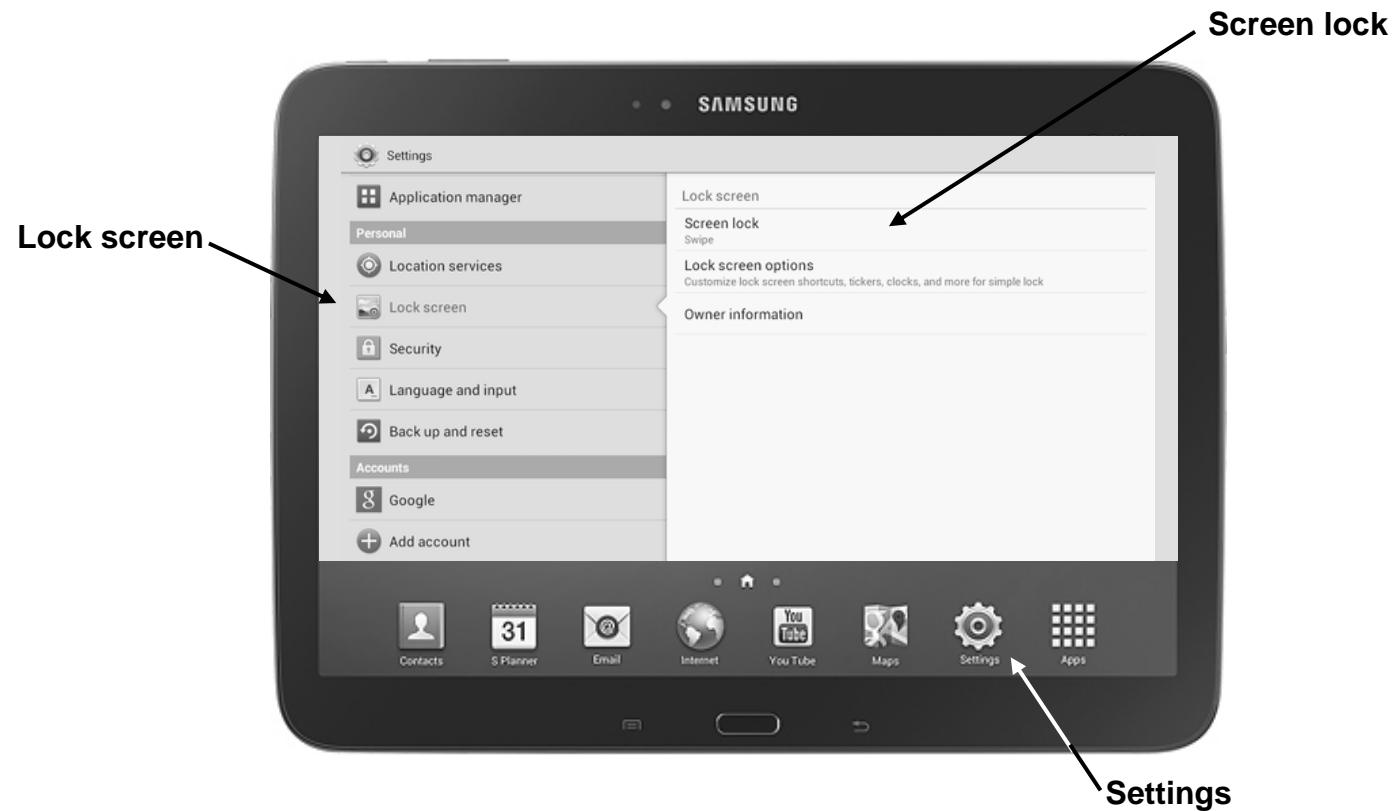 Screen lock
SAMSUNG
Settings
Application manager
Personal
Location services
Lock screen
Security
Language and input
Back up and reset
Accounts
Google
Add account
Lock screen
Screen lock
Swipe
Lock screen options
Customize lock screen shortcuts, tickers, clocks, and more for simple lock
Owner information
Lock screen
A
8
31
@
You
Tube
Contacts
S Planner
Email
Internet
You Tube
Maps
Settings
Apps
Settings